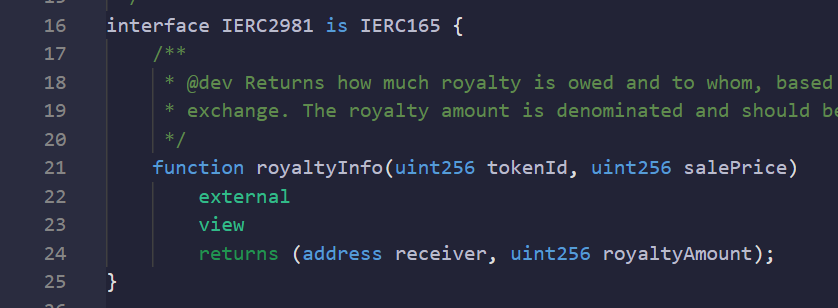 */
16 interface IERC2981 is IERC165 {
17 /**
18 * @dev Returns how much royalty is owed and to whom, based
19 * exchange. The royalty amount is denominated and should be
20 */
21 function royaltyInfo(uint256 tokenId, uint256 salePrice)
22 external
23 view
24 returns (address receiver, uint256 royaltyAmount);
25 }